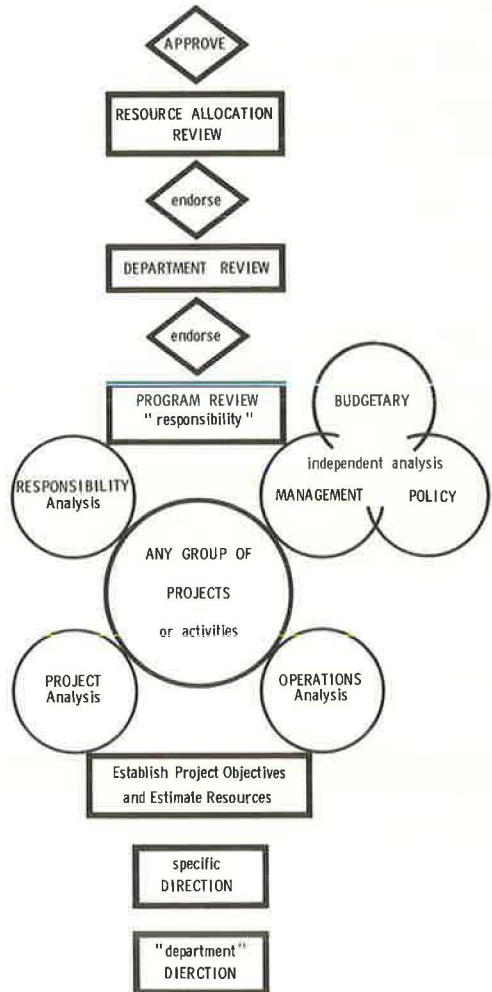 APPROVE
RESOURCE ALLOCATION
REVIEW
endorse
DEPARTMENT REVIEW
endorse
PROGRAM REVIEW
" responsibility "
BUDGETARY
independent analysis
MANAGEMENT
POLICY
RESPONSIBILITY
Analysis
ANY GROUP OF
PROJECTS
or activities
PROJECT
Analysis
OPERATIONS
Analysis
Establish Project Objectives
and Estimate Resources
specific
DIRECTION
"department"
DIERCTION